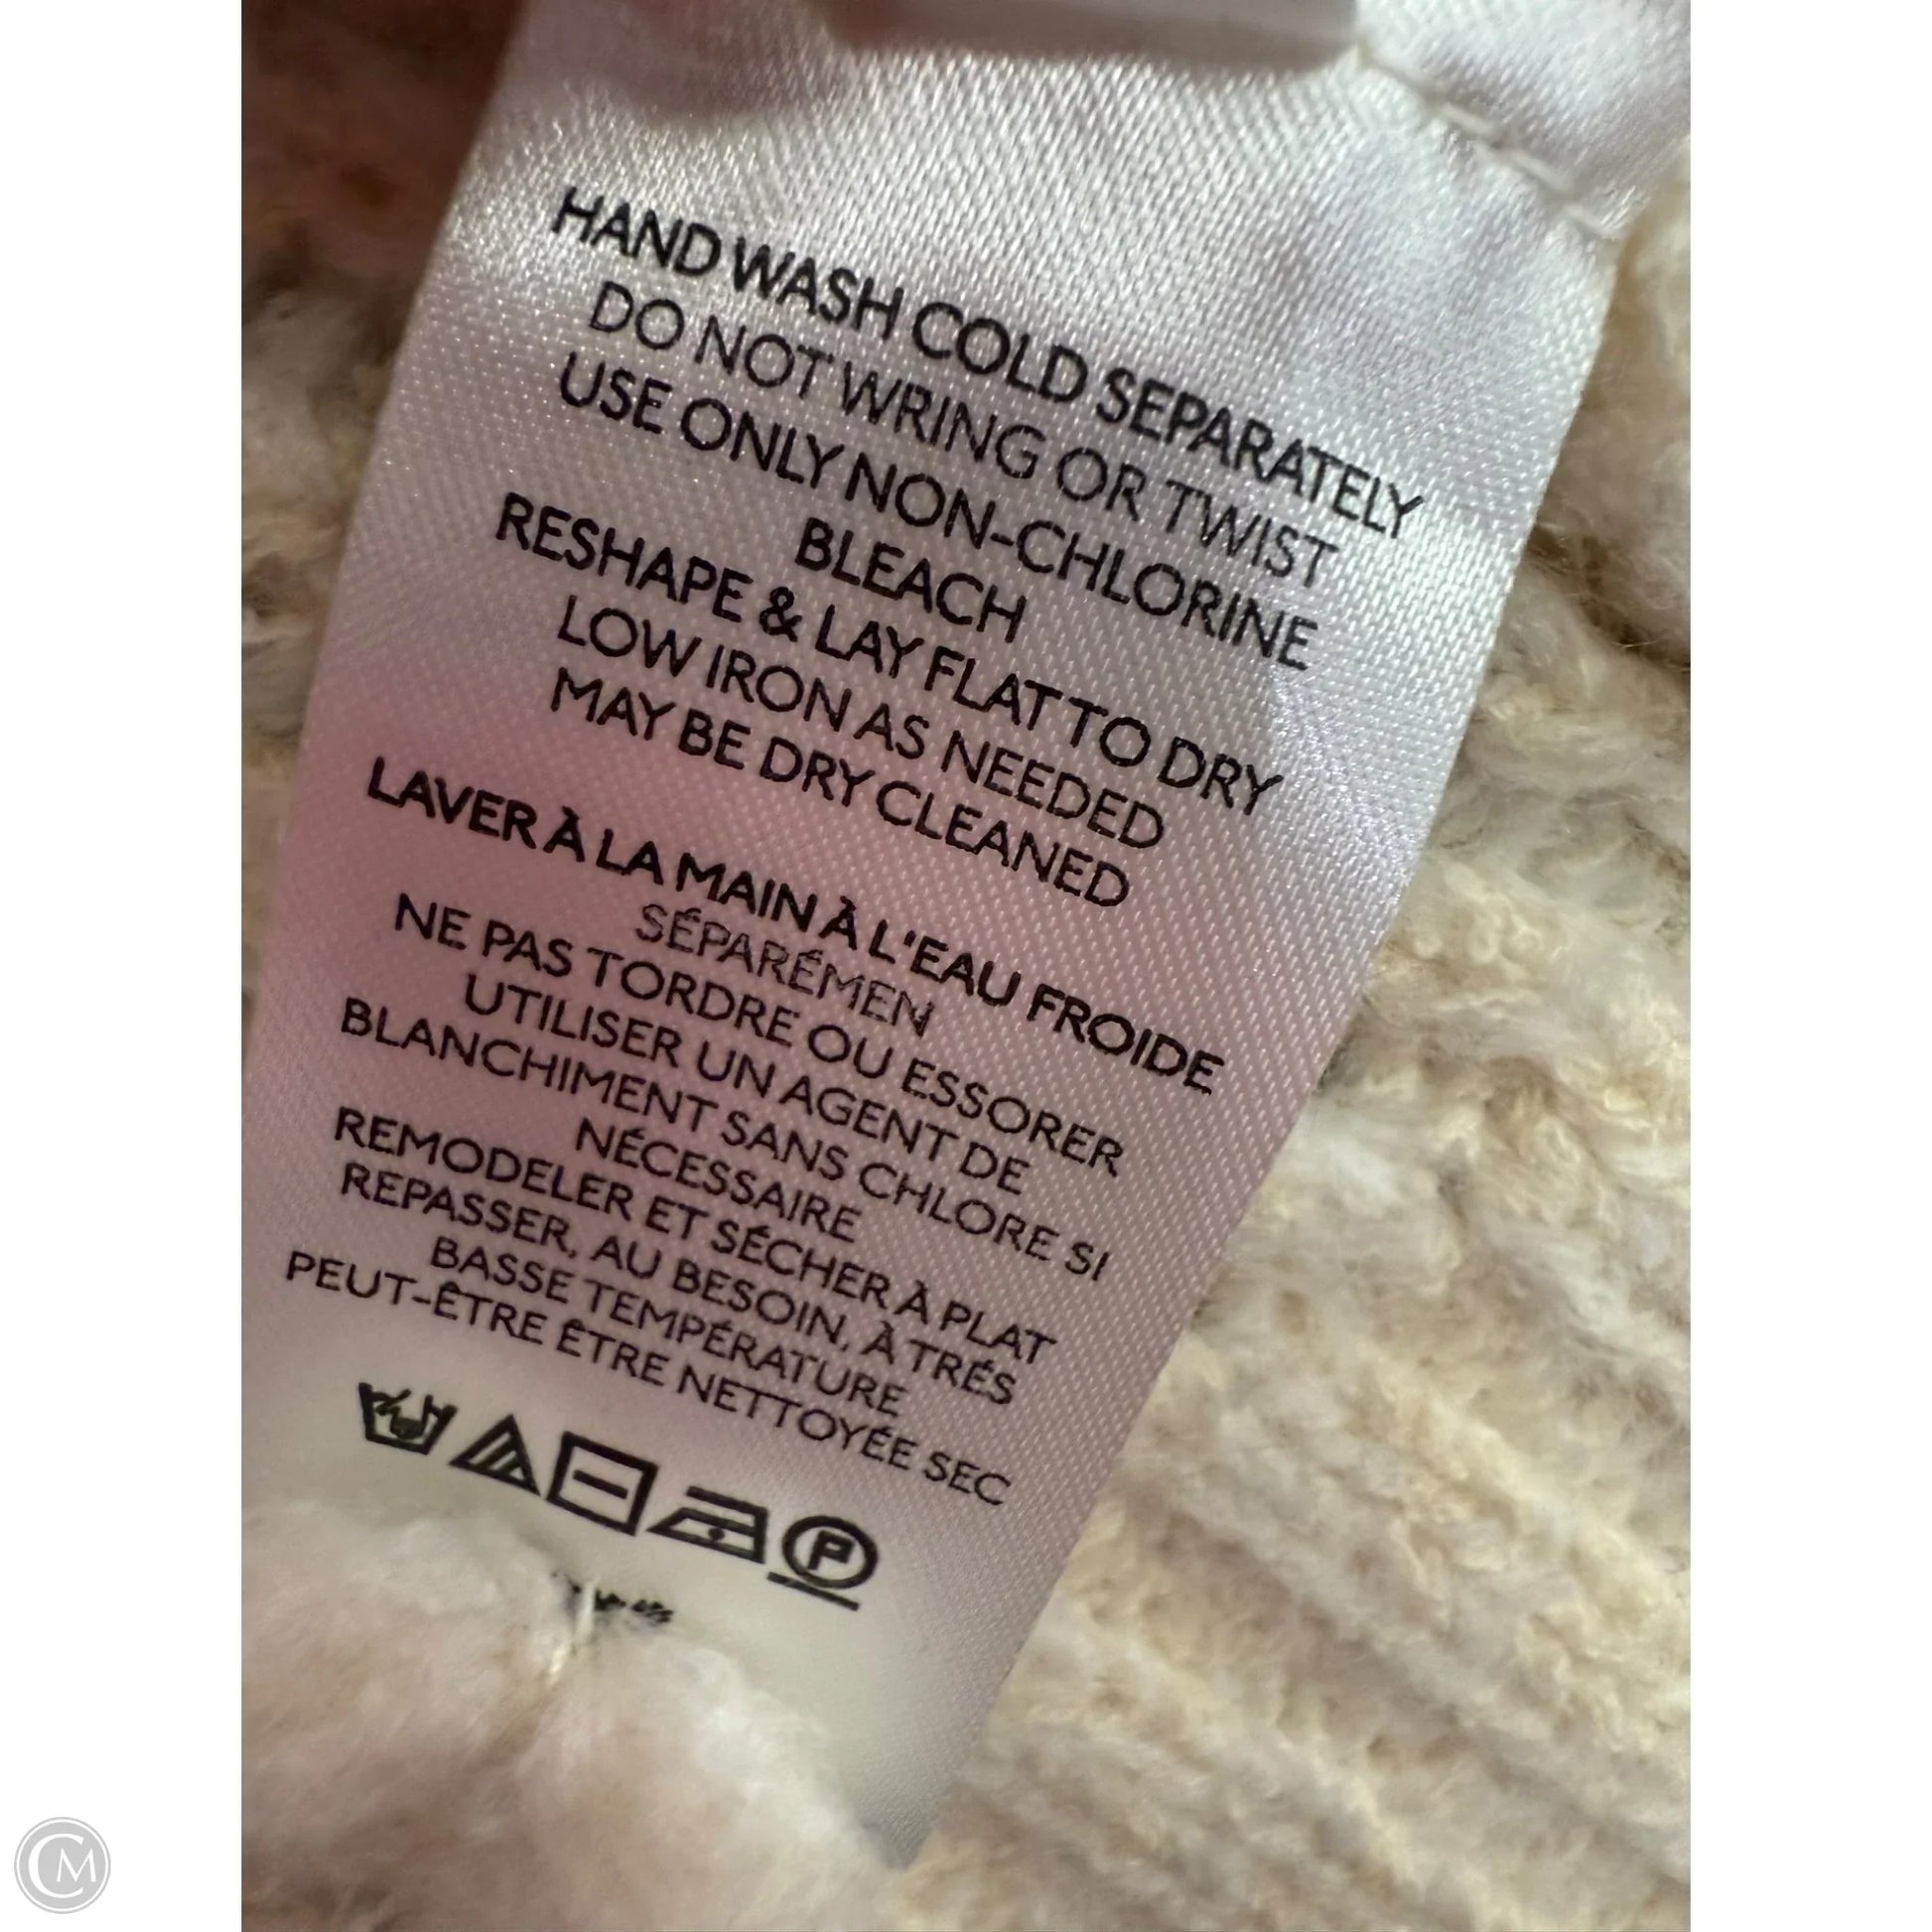 HAND WASH COLD SEPARATELY
DO NOT WRING OR TWIST
USE ONLY NON-CHLORINE
BLEACH
RESHAPE & LAY FLAT TO DRY
LOW IRON AS NEEDED
MAY BE DRY CLEANED
LAVER À LA MAIN À L'EAU FROIDE
SÉPARÉMEN
NE PAS TORDRE OU ESSORER
UTILISER UN AGENT DE
BLANCHIMENT SANS CHLORE SI
NÉCESSAIRE
REMODELER ET SÉCHER À PLAT
REPASSER, AU BESOIN, À TRÉS
BASSE TEMPÉRATURE
PEUT-ÊTRE ÊTRE NETTOYÉE SEC
P
CM